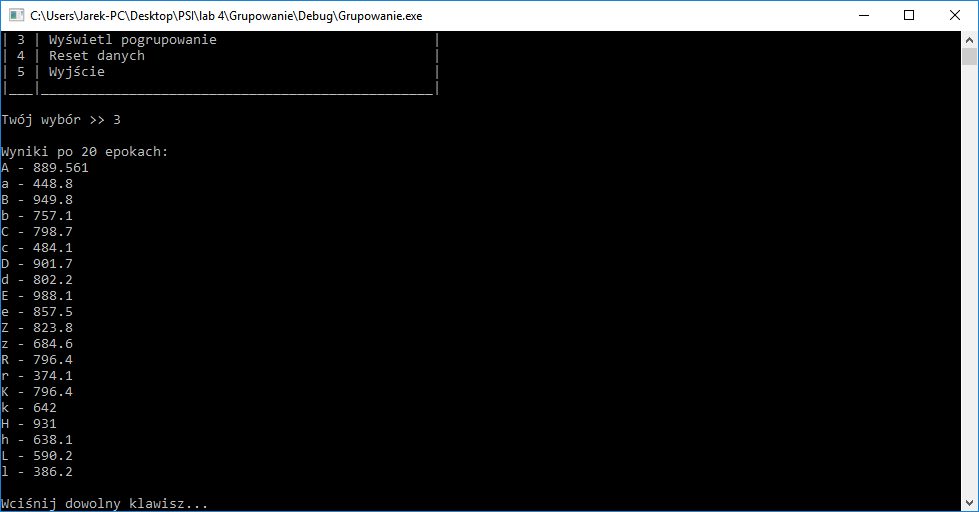 C:\Users\Jarek-PC\Desktop\PSI\lab 4\Grupowanie\Debug\Grupowanie.exe
| 3 | Wyświetl pogrupowanie |
| 4 | Reset danych |
| 5 | Wyjście |
|___|_________________________________________________|
Twój wybór >> 3
Wyniki po 20 epokach:
A - 889.561
a - 448.8
B - 949.8
b - 757.1
C - 798.7
c - 484.1
D - 901.7
d - 802.2
E - 988.1
e - 857.5
Z - 823.8
z - 684.6
R - 796.4
r - 374.1
K - 796.4
k - 642
H - 931
h - 638.1
L - 590.2
l - 386.2
Wciśnij dowolny klawisz...